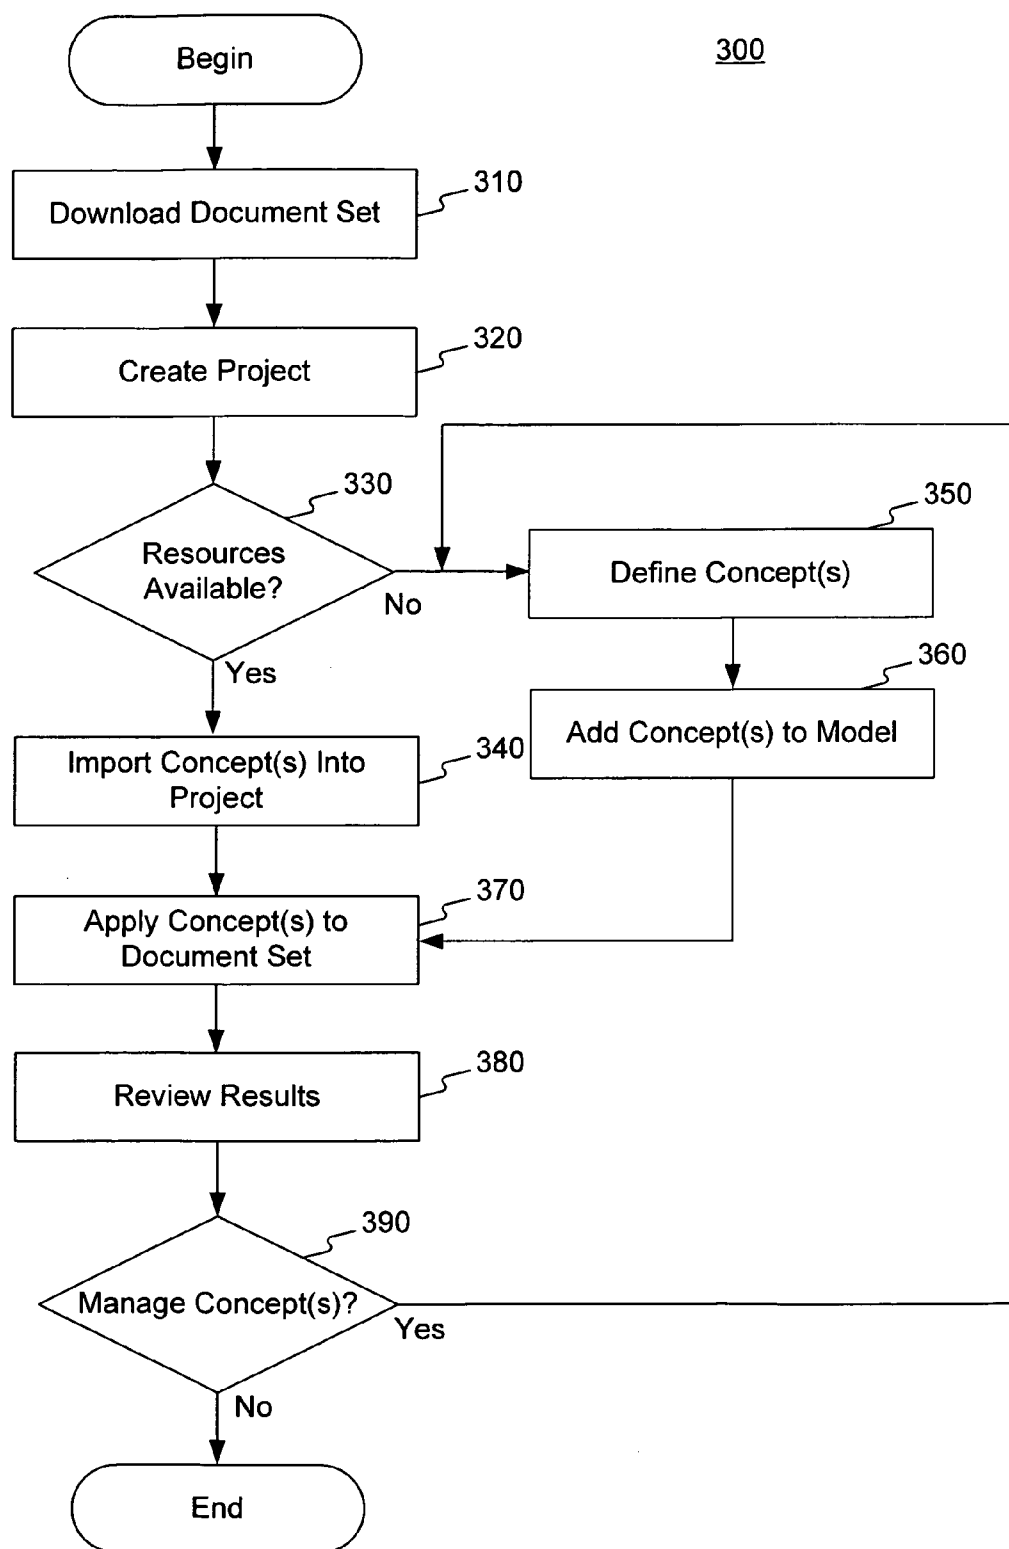 Begin
300
Download Document Set
310
Create Project
320
Resources
Available?
330
No
Yes
Define Concept(s)
350
Add Concept(s) to Model
360
Import Concept(s) Into
Project
340
Apply Concept(s) to
Document Set
370
Review Results
380
Manage Concept(s)?
390
Yes
No
End